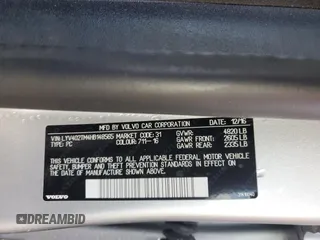 MFD BY VOLVO CAR CORPORATION
12/16
VIN: LYV402TM4HB148585 MARKET CODE: 31
TYPE: PC COLOUR: 711-16
GVWR: 4820 LB
GAWR FRONT: 2605 LB
GAWR REAR: 2335 LB
THIS VEHICLE CONFORMS TO ALL APPLICABLE U.S. FEDERAL MOTOR VEHICLE
SAFETY, BUMPER AND THEFT PREVENTION STANDARDS IN EFFECT ON THE DATE
OF MANUFACTURE SHOWN ABOVE.
VOLVO
AUTOBIDMASTER